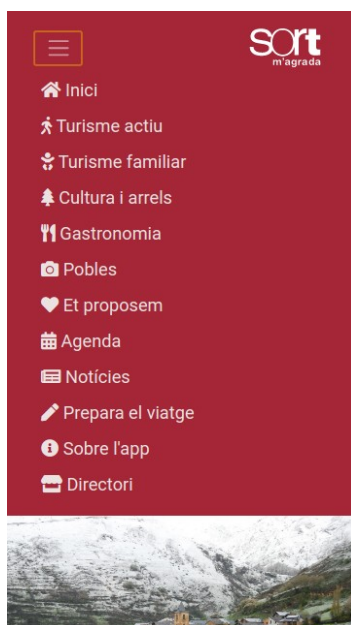 Sort
m'agrada
Inici
Turisme actiu
Turisme familiar
Cultura i arrels
Gastronomia
Pobles
Et proposem
Agenda
Notícies
Prepara el viatge
Sobre l'app
Directori